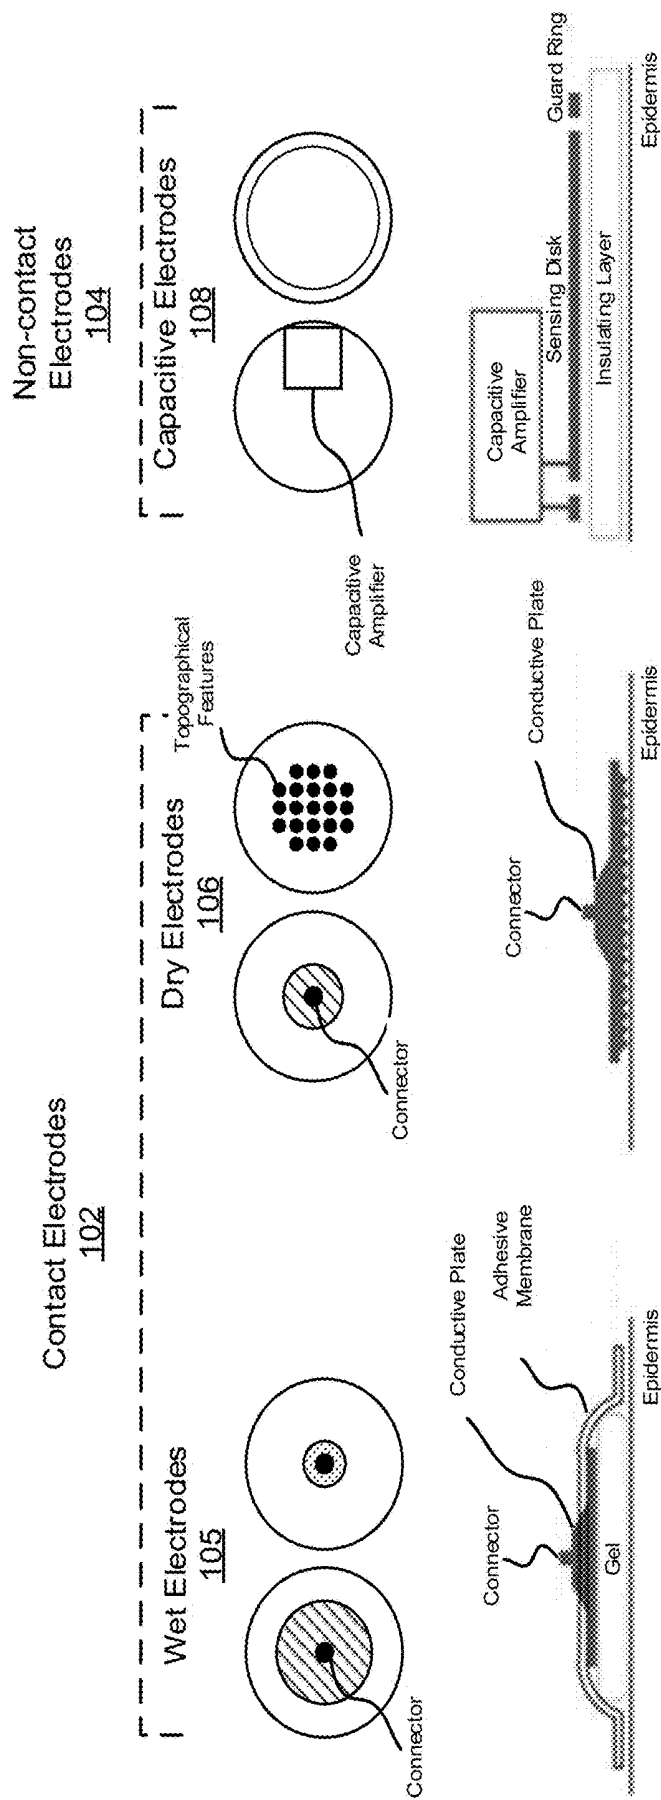 Contact Electrodes
102
Non-contact
Electrodes
104
Wet Electrodes
105
Dry Electrodes
106
Capacitive Electrodes
108
Connector
Connector
Topographical
Features
Capacitive
Amplifier
Connector
Conductive Plate
Adhesive
Membrane
Gel
Epidermis
Connector
Conductive Plate
Epidermis
Capacitive
Amplifier
Sensing Disk
Guard Ring
Insulating Layer
Epidermis